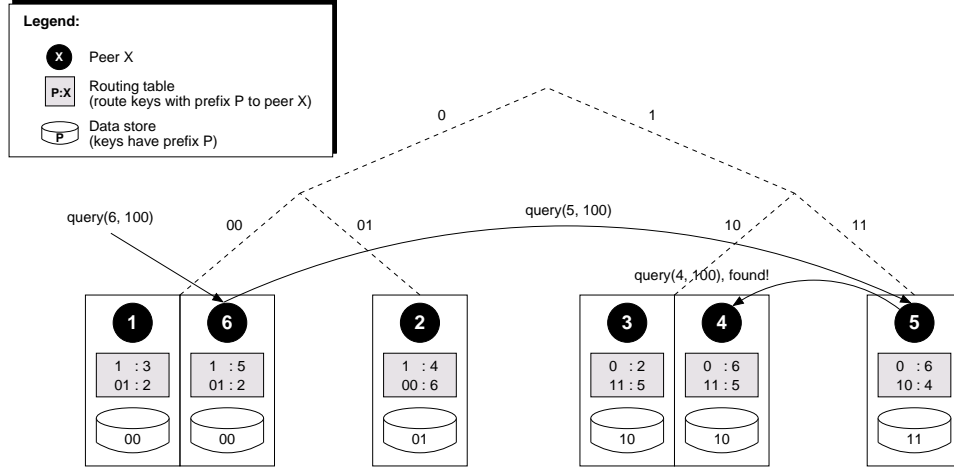 Legend:
X Peer X
P:X Routing table
(route keys with prefix P to peer X)
P Data store
(keys have prefix P)
0 1
query(6, 100) 00 01 query(5, 100) 10 11
query(4, 100), found!
1 6 2 3 4 5
1 : 3 1 : 5 1 : 4 0 : 2 0 : 6 0 : 6
01 : 2 01 : 2 00 : 6 11 : 5 11 : 5 10 : 4
00 00 01 10 10 11